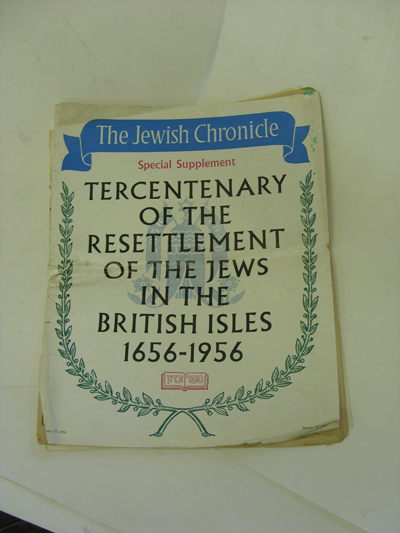 The Jewish Chronicle
Special Supplement
TERCENTENARY
OF THE
RESETTLEMENT
OF THE JEWS
IN THE
BRITISH ISLES
1656-1956